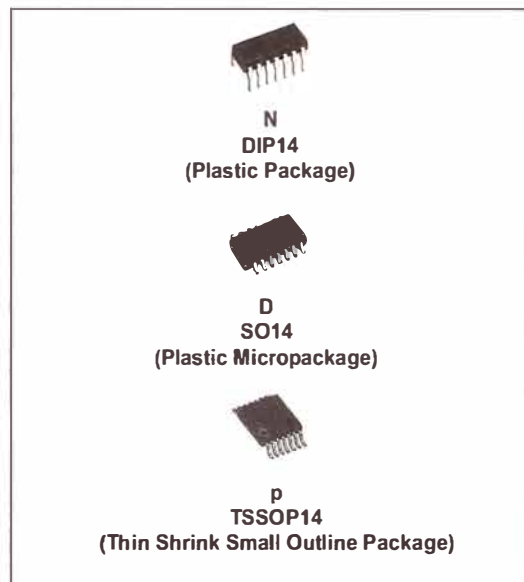 N
DIP14
(Plastic Package)
D
SO14
(Plastic Micropackage)
p
TSSOP14
(Thin Shrink Small Outline Package)